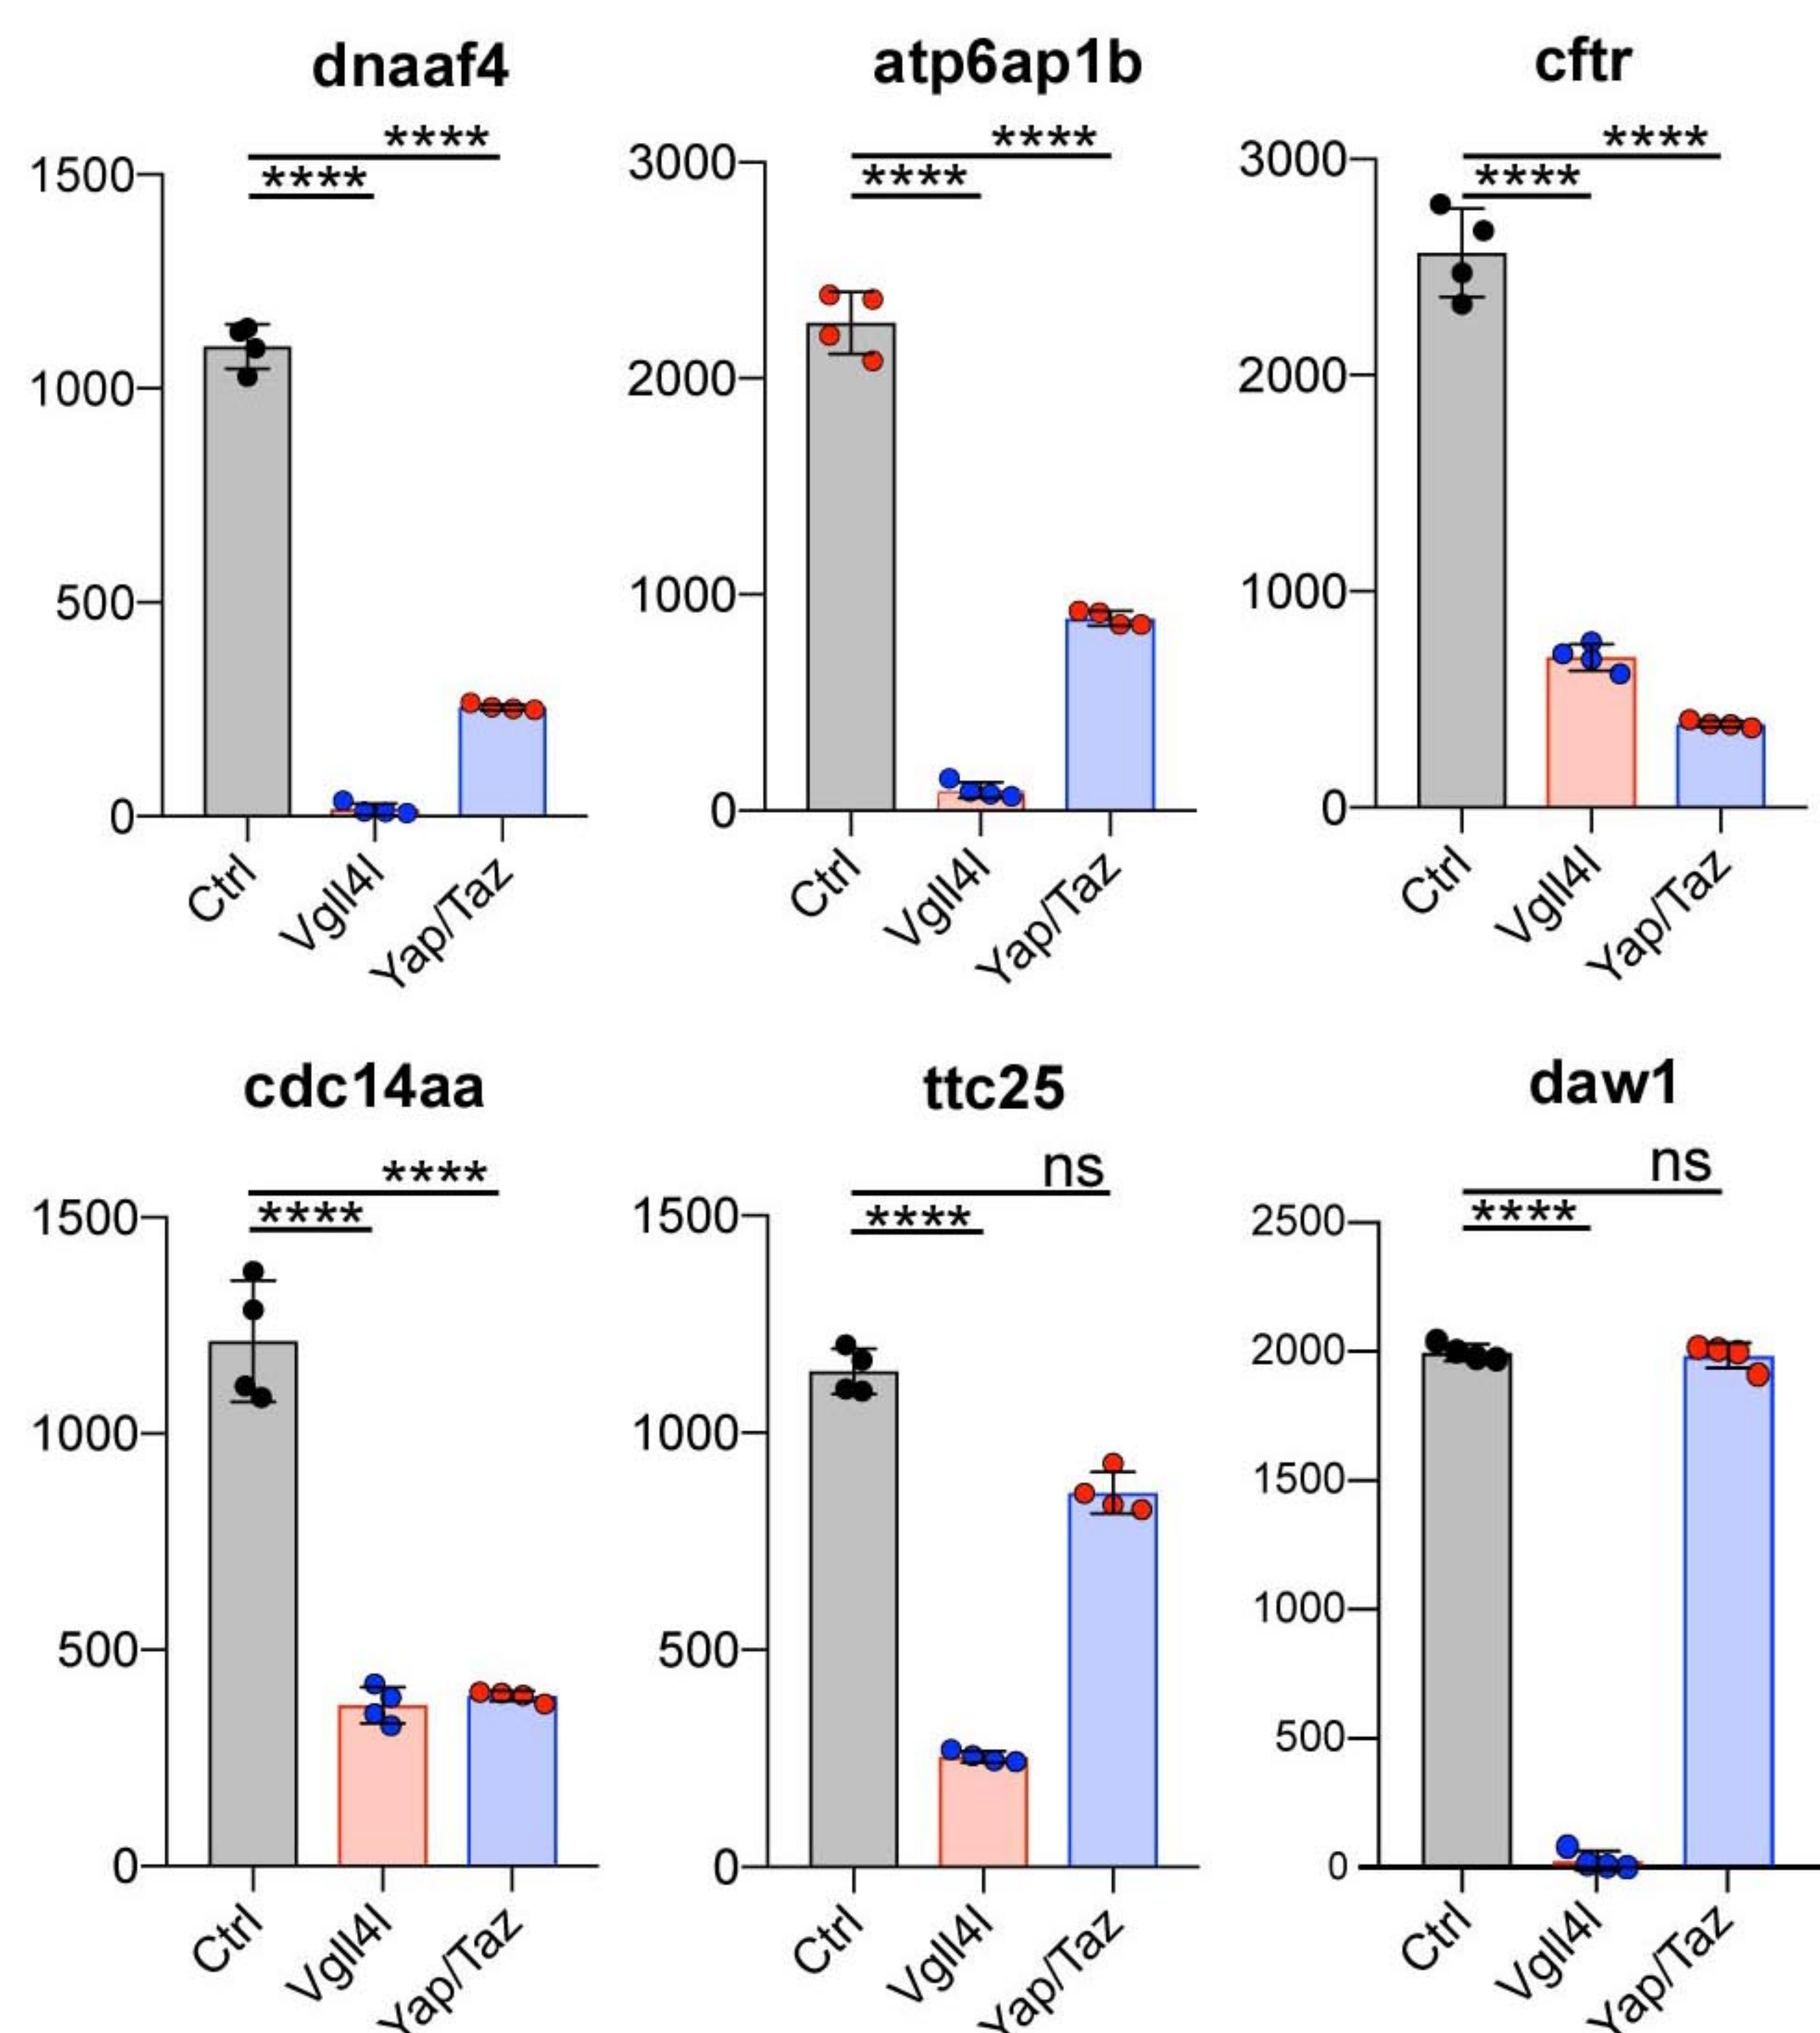 dnaaf4
atp6ap1b
cftr
****
****
1500
1000
500
0
Ctrl
Vgll4l
Yap/Taz
****
****
3000
2000
1000
0
Ctrl
Vgll4l
Yap/Taz
****
****
3000
2000
1000
0
Ctrl
Vgll4l
Yap/Taz
cdc14aa
ttc25
daw1
****
****
1500
1000
500
0
Ctrl
Vgll4l
Yap/Taz
ns
****
1500
1000
500
0
Ctrl
Vgll4l
Yap/Taz
ns
****
2500
2000
1500
1000
500
0
Ctrl
Vgll4l
Yap/Taz